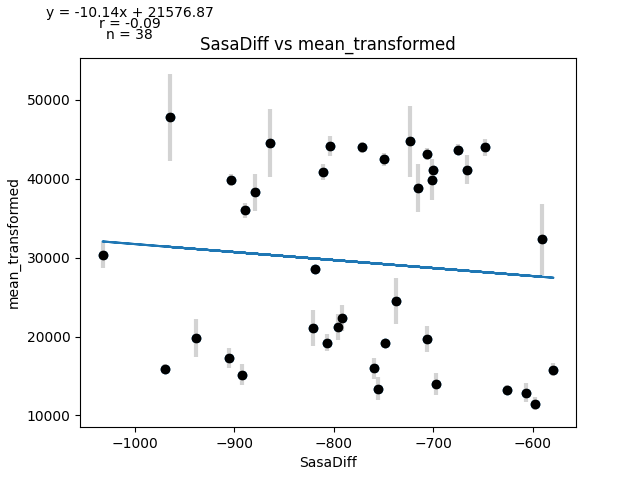 y = -10.14x + 21576.87
r = -0.09
n = 38
SasaDiff vs mean_transformed
50000
40000
30000
20000
10000
mean_transformed
−1000
−900
−800
−700
−600
SasaDiff